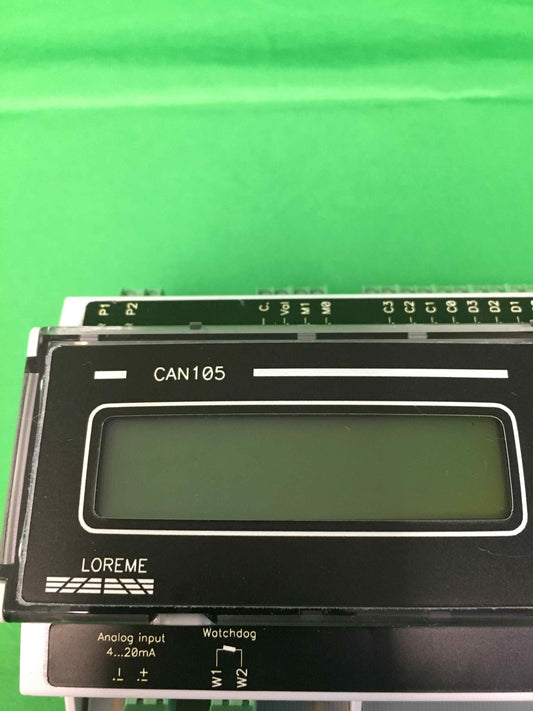 P1 P2 C. Val M1 M0 C3 C2 C1 C0 D3 D2 D1
CAN105
LOREME
Analog input Watchdog
4...20mA
- + W1 W2